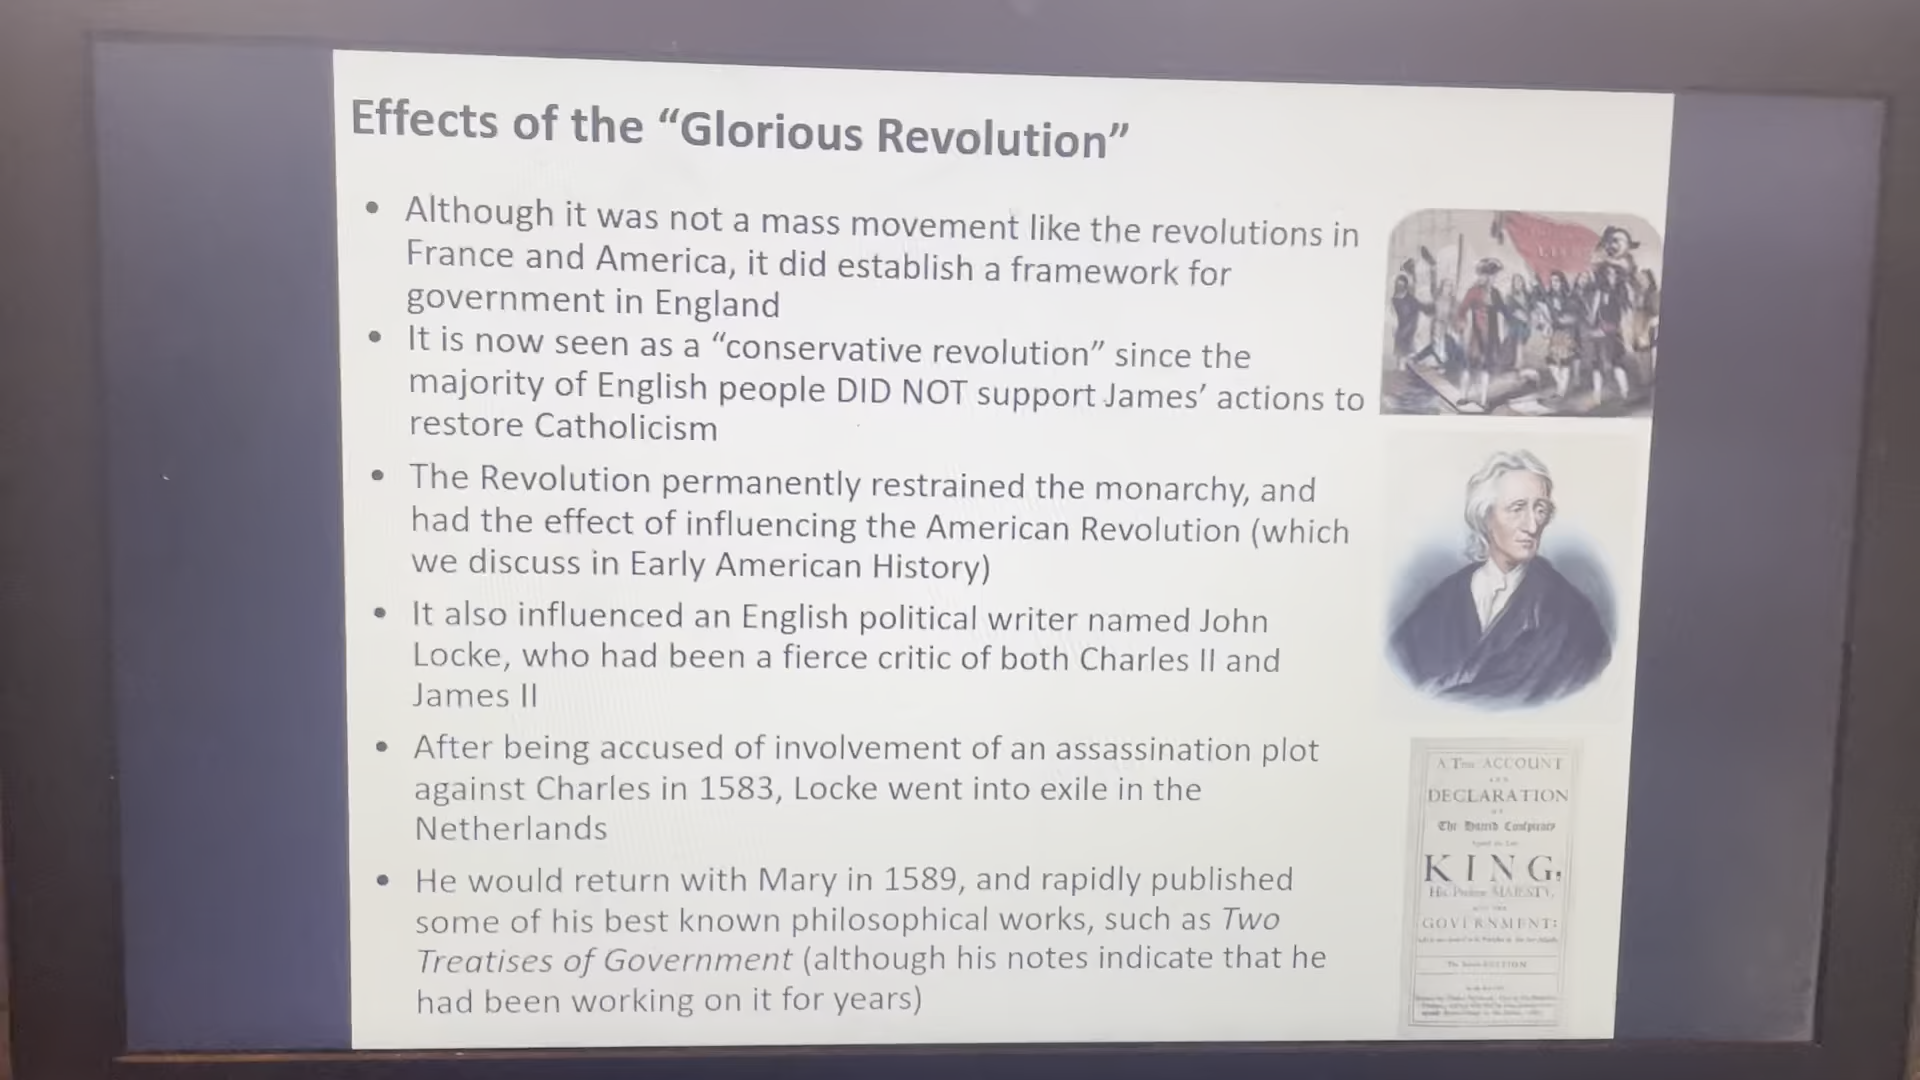 Effects of the “Glorious Revolution”
• Although it was not a mass movement like the revolutions in
France and America, it did establish a framework for
government in England
• It is now seen as a “conservative revolution” since the
majority of English people DID NOT support James’ actions to
restore Catholicism
• The Revolution permanently restrained the monarchy, and
had the effect of influencing the American Revolution (which
we discuss in Early American History)
• It also influenced an English political writer named John
Locke, who had been a fierce critic of both Charles II and
James II
• After being accused of involvement of an assassination plot
against Charles in 1583, Locke went into exile in the
Netherlands
• He would return with Mary in 1589, and rapidly published
some of his best known philosophical works, such as Two
Treatises of Government (although his notes indicate that he
had been working on it for years)
A True ACCOUNT
AND
DECLARATION
OF
The Horrid Conspiracy
KING,
GOVERNMENT: